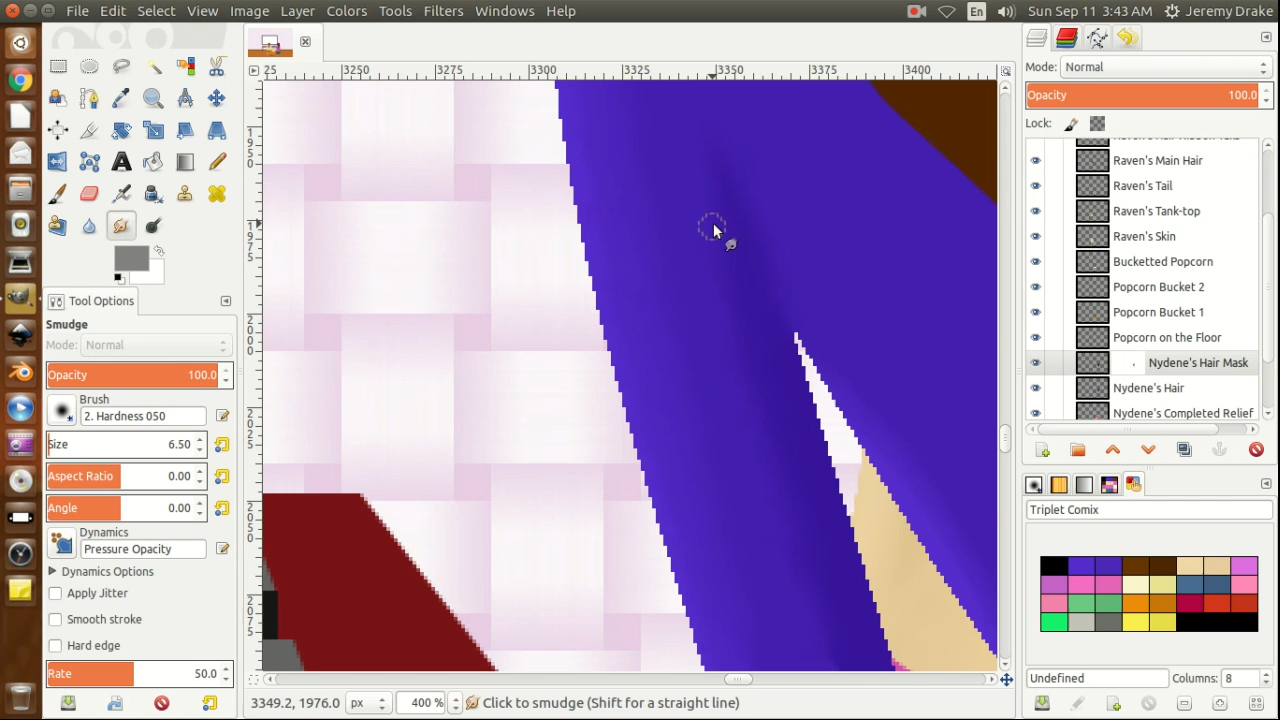 File Edit Select View Image Layer Colors Tools Filters Windows Help
En Sun Sep 11 3:43 AM Jeremy Drake
25 3250 3275 3300 3325 3350 3375 3400
1950
1975
2000
2025
2050
2075
Tool Options
Smudge
Mode: Normal
Opacity 100.0
Brush
2. Hardness 050
Size 6.50
Aspect Ratio 0.00
Angle 0.00
Dynamics
Pressure Opacity
Dynamics Options
Apply Jitter
Smooth stroke
Hard edge
Rate 50.0
3349.2, 1976.0 px 400 % Click to smudge (Shift for a straight line)
Mode: Normal
Opacity 100.0
Lock:
Raven's Main Hair
Raven's Tail
Raven's Tank-top
Raven's Skin
Bucketted Popcorn
Popcorn Bucket 2
Popcorn Bucket 1
Popcorn on the Floor
Nydene's Hair Mask
Nydene's Hair
Nydene's Completed Relief
Triplet Comix
Undefined Columns: 8